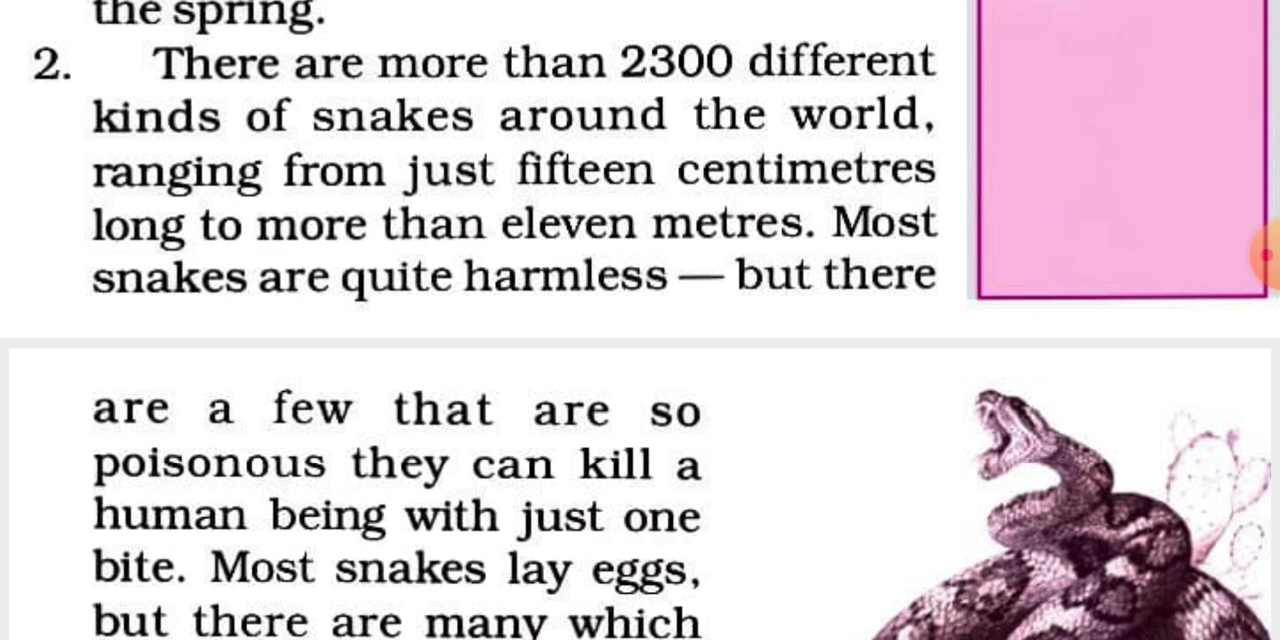 the spring.
2. There are more than 2300 different
kinds of snakes around the world,
ranging from just fifteen centimetres
long to more than eleven metres. Most
snakes are quite harmless — but there
are a few that are so
poisonous they can kill a
human being with just one
bite. Most snakes lay eggs,
but there are many which